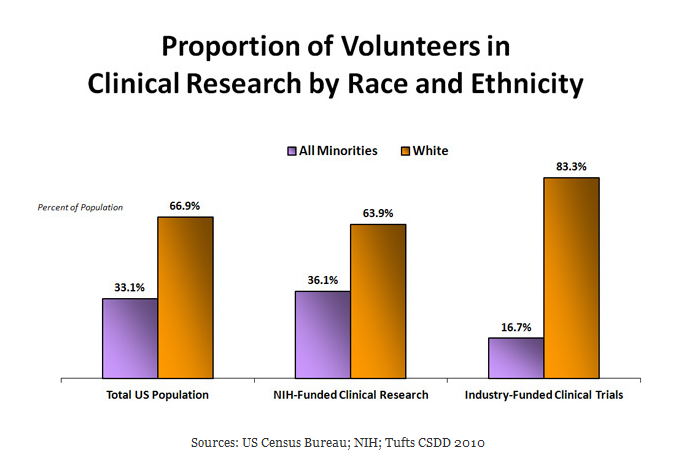 Proportion of Volunteers in
Clinical Research by Race and Ethnicity
All Minorities White
Percent of Population
33.1% 66.9% 36.1% 63.9% 16.7% 83.3%
Total US Population NIH-Funded Clinical Research Industry-Funded Clinical Trials
Sources: US Census Bureau; NIH; Tufts CSDD 2010